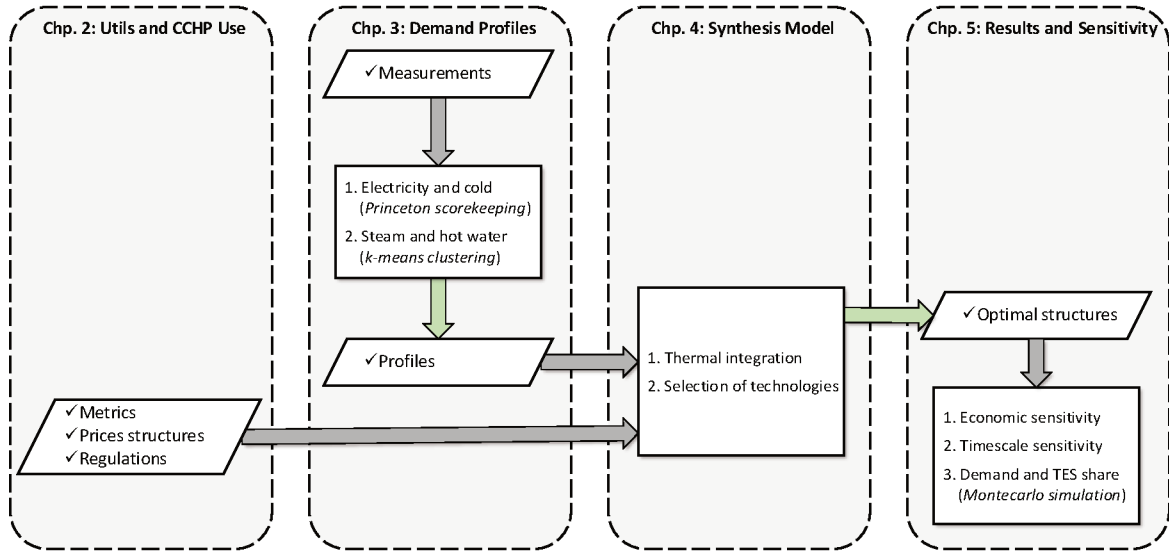 Chp. 2: Utils and CCHP Use
✓Metrics
✓Prices structures
✓Regulations
Chp. 3: Demand Profiles
✓Measurements
1. Electricity and cold
(Princeton scorekeeping)
2. Steam and hot water
(k-means clustering)
✓Profiles
Chp. 4: Synthesis Model
1. Thermal integration
2. Selection of technologies
Chp. 5: Results and Sensitivity
✓Optimal structures
1. Economic sensitivity
2. Timescale sensitivity
3. Demand and TES share
(Montecarlo simulation)